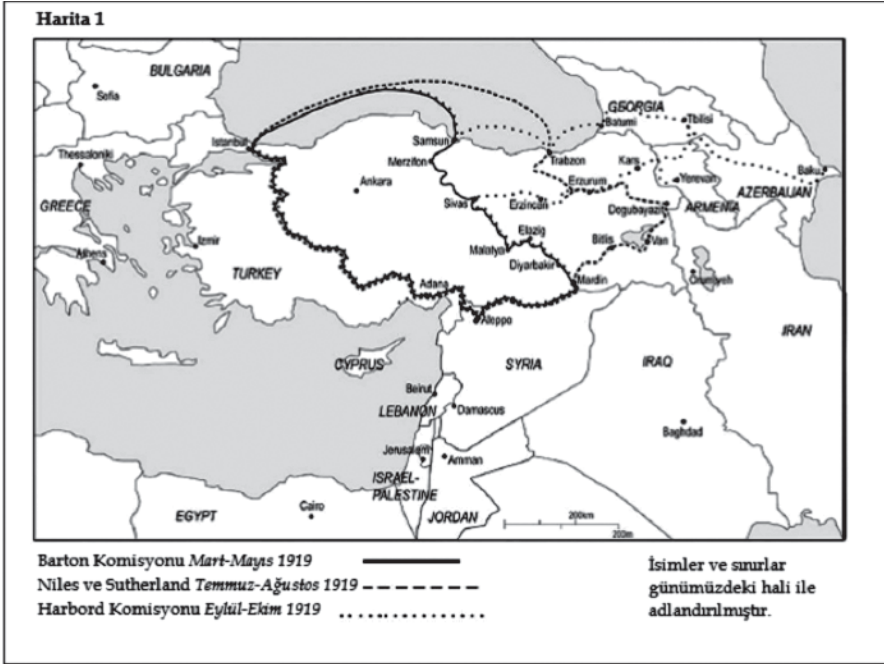 Harita 1
BULGARIA
Sofia
GEORGIA
Istanbul
Samsun
Batumi
Tbilisi
Thessaloniki
Merzifon
Trabzon
Kars
Baku
Ankara
Erzurum
Yerevan
AZERBAIJAN
GREECE
Sivas
Erzincan
Dogubayazit
ARMENIA
Athens
Izmir
Elazig
Bitlis
Van
TURKEY
Malatya
Diyarbakir
Adana
Mardin
Orumiyeh
Aleppo
IRAN
CYPRUS
SYRIA
IRAQ
Beirut
LEBANON
Damascus
Baghdad
Jerusalem
Amman
ISRAEL-
PALESTINE
EGYPT
Cairo
JORDAN
200km
Barton Komisyonu Mart-Mayıs 1919
Niles ve Sutherland Temmuz-Ağustos 1919
Harbord Komisyonu Eylül-Ekim 1919
İsimler ve sınırlar
günümüzdeki hali ile
adlandırılmıştır.